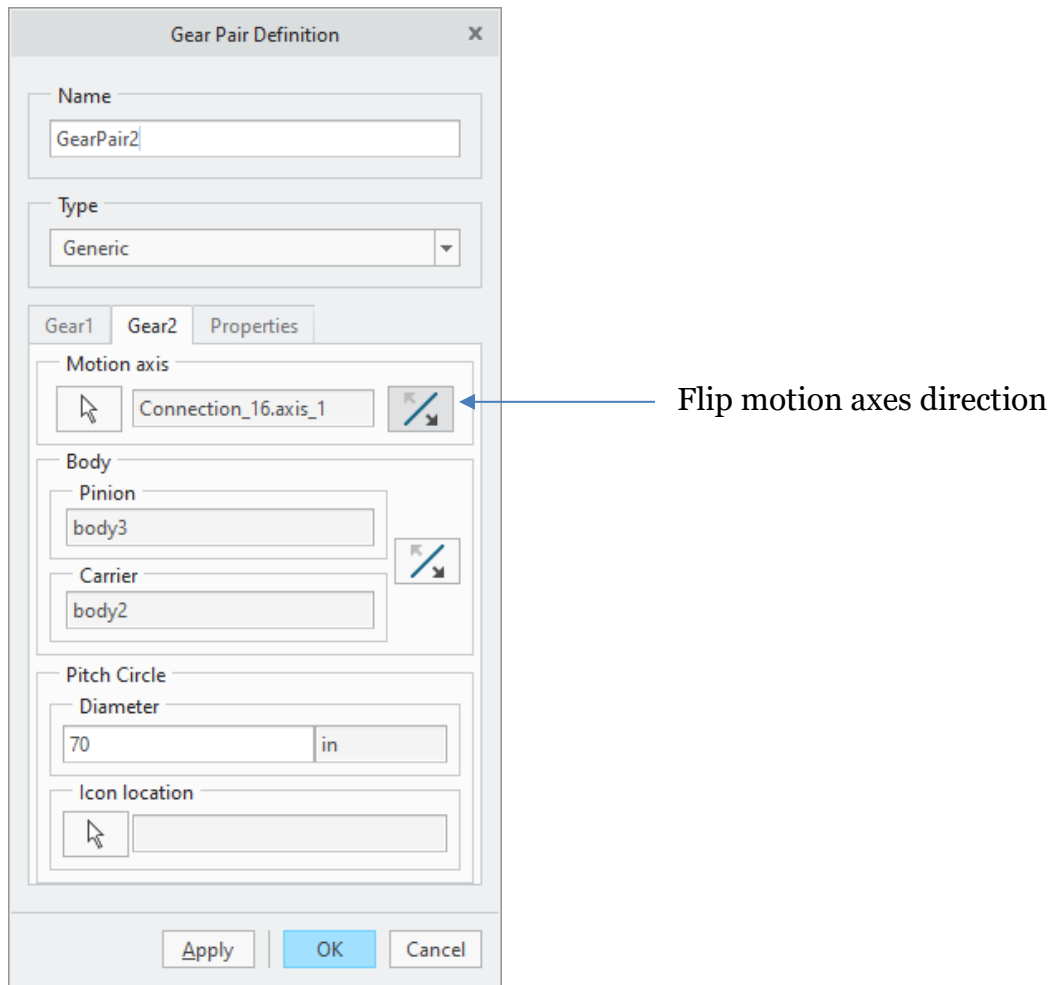 Gear Pair Definition x
Name
GearPair2
Type
Generic
Gear1 Gear2 Properties
Motion axis
Connection_16.axis_1
Flip motion axes direction
Body
Pinion
body3
Carrier
body2
Pitch Circle
Diameter
70 in
Icon location
Apply OK Cancel